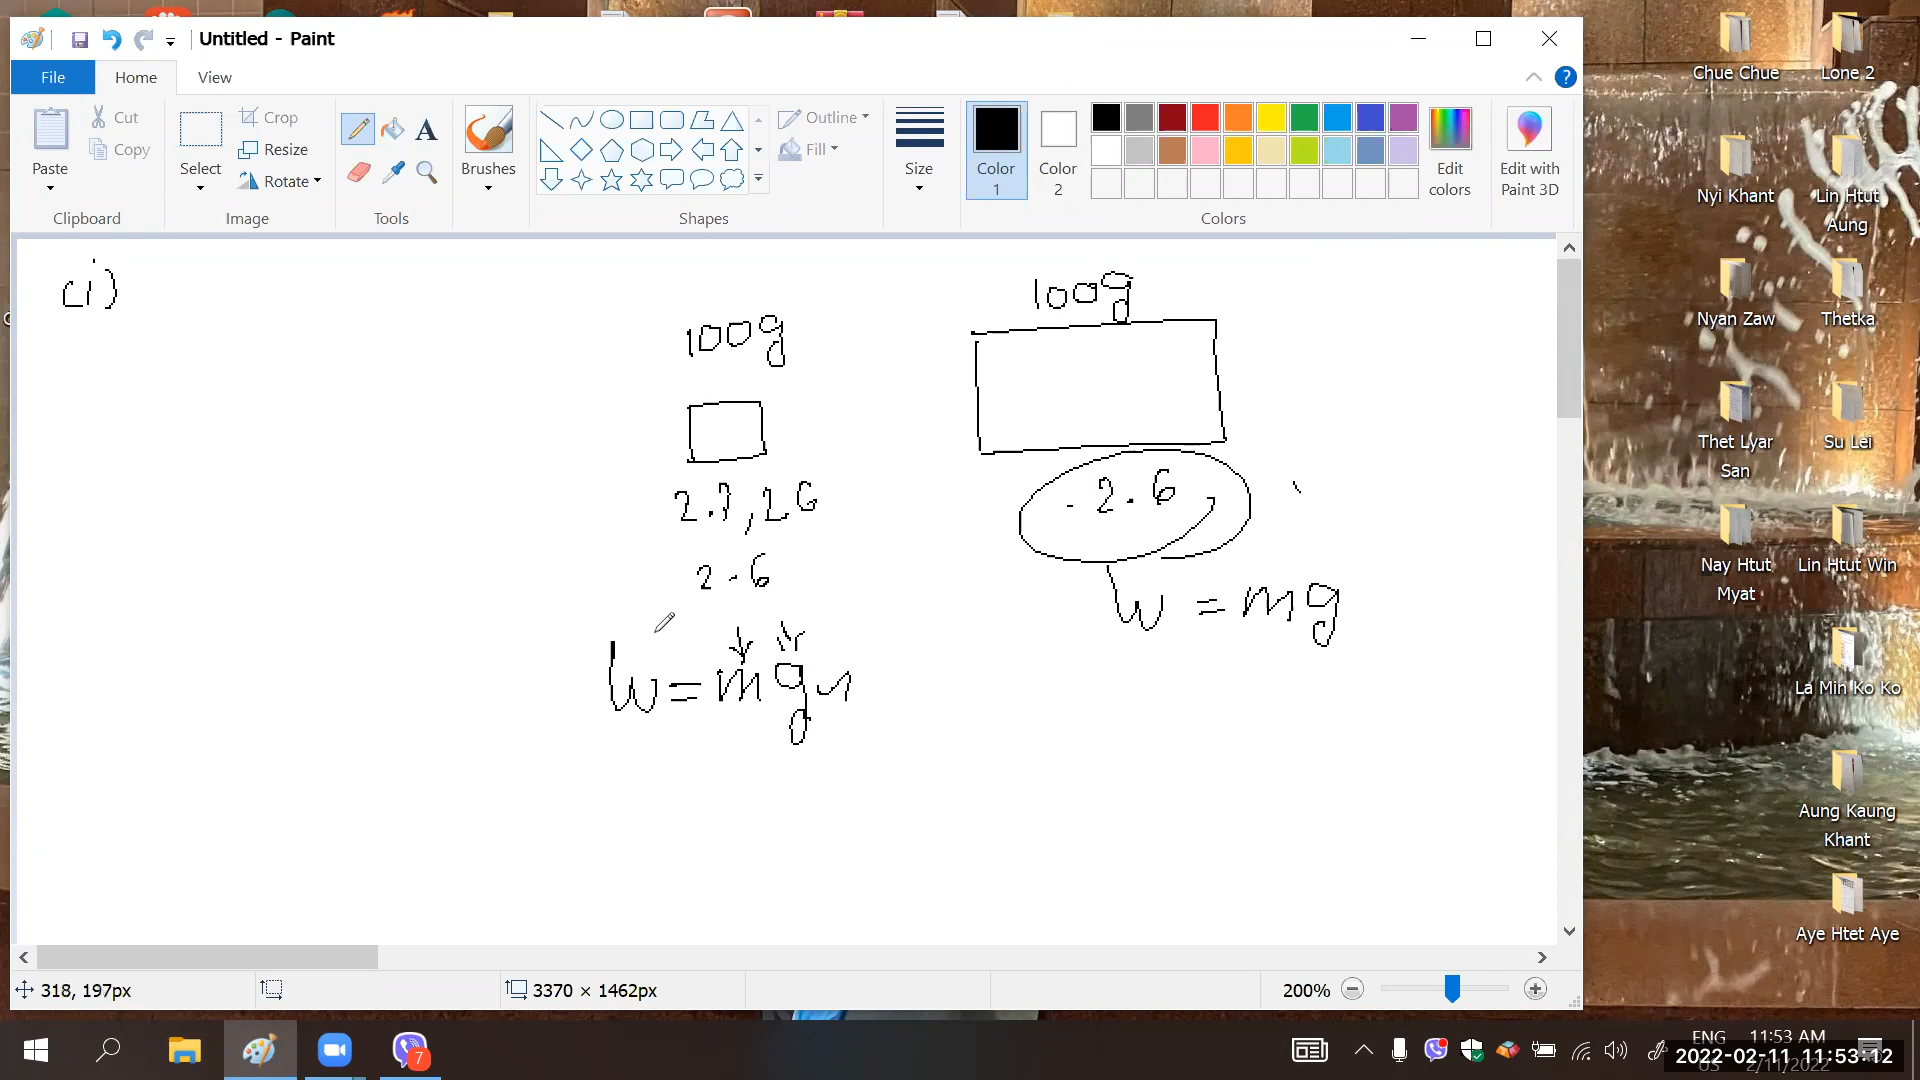 Untitled - Paint
File
Home
View
Paste
Cut
Copy
Clipboard
Select
Crop
Resize
Rotate
Image
Tools
Brushes
Shapes
Outline
Fill
Size
Color
1
Color
2
Colors
Edit
colors
Edit with
Paint 3D
(i)
100g
100g
2.7, 2.6
- 2.6
2.6
W = mg
W = mg
318, 197px
3370 × 1462px
200%
Chue Chue
Lone 2
Nyi Khant
Lin Htut
Aung
Nyan Zaw
Thetka
Thet Lyar
San
Su Lei
Nay Htut
Myat
Lin Htut Win
La Min Ko Ko
Aung Kaung
Khant
Aye Htet Aye
7
ENG
11:53 AM
2022-02-11 11:53:12
2/11/2022